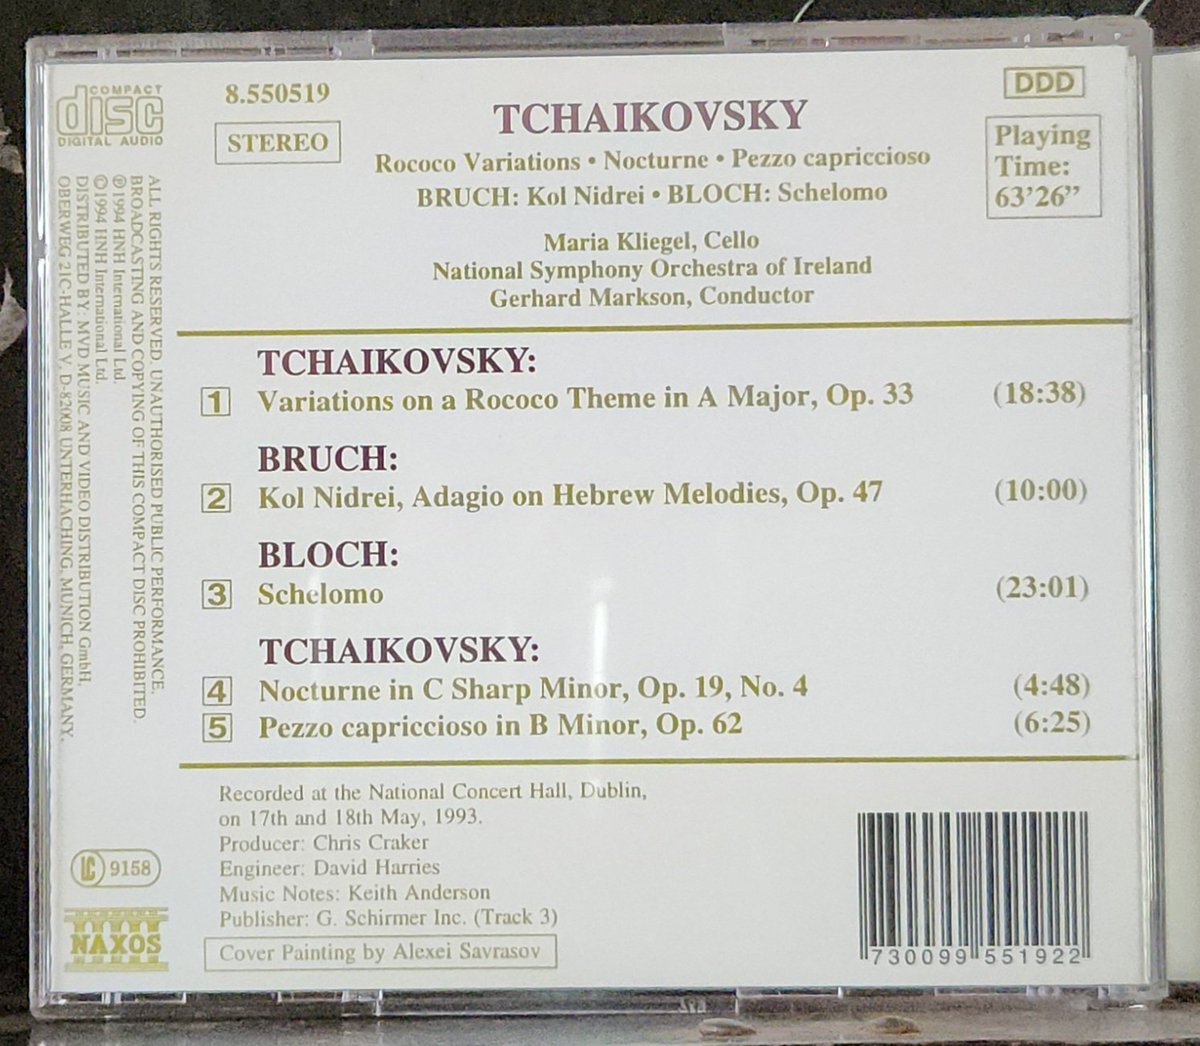 COMPACT
disc
DIGITAL AUDIO
8.550519
STEREO
TCHAIKOVSKY
Rococo Variations • Nocturne • Pezzo capriccioso
BRUCH: Kol Nidrei • BLOCH: Schelomo
Maria Kliegel, Cello
National Symphony Orchestra of Ireland
Gerhard Markson, Conductor
DDD
Playing
Time:
63'26”
TCHAIKOVSKY:
1 Variations on a Rococo Theme in A Major, Op. 33 (18:38)
BRUCH:
2 Kol Nidrei, Adagio on Hebrew Melodies, Op. 47 (10:00)
BLOCH:
3 Schelomo (23:01)
TCHAIKOVSKY:
4 Nocturne in C Sharp Minor, Op. 19, No. 4 (4:48)
5 Pezzo capriccioso in B Minor, Op. 62 (6:25)
Recorded at the National Concert Hall, Dublin,
on 17th and 18th May, 1993.
Producer: Chris Craker
Engineer: David Harries
Music Notes: Keith Anderson
Publisher: G. Schirmer Inc. (Track 3)
Cover Painting by Alexei Savrasov
ALL RIGHTS RESERVED. UNAUTHORISED PUBLIC PERFORMANCE,
BROADCASTING AND COPYING OF THIS COMPACT DISC PROHIBITED.
℗ 1994 HNH International Ltd.
© 1994 HNH International Ltd.
DISTRIBUTED BY: MVD MUSIC AND VIDEO DISTRIBUTION GmbH,
OBERWEG 21C-HALLE V, D-82008 UNTERHACHING, MUNICH, GERMANY.
LC 9158
NAXOS
730099 551922